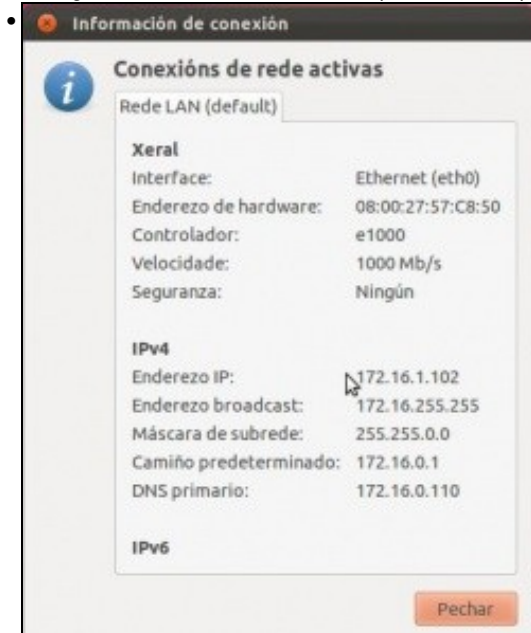 Información de conexión
Conexións de rede activas
Rede LAN (default)
Xeral
Interface: Ethernet (eth0)
Enderezo de hardware: 08:00:27:57:C8:50
Controlador: e1000
Velocidade: 1000 Mb/s
Seguranza: Ningún
IPv4
Enderezo IP: 172.16.1.102
Enderezo broadcast: 172.16.255.255
Máscara de subrede: 255.255.0.0
Camiño predeterminado: 172.16.0.1
DNS primario: 172.16.0.110
IPv6
Pechar